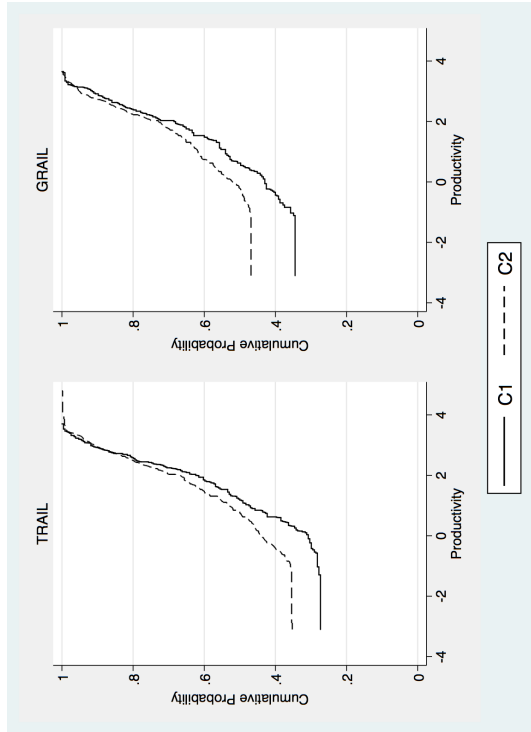 TRAIL
Cumulative Probability
1
.8
.6
.4
.2
0
-4 -2 0 2 4
Productivity
GRAIL
Cumulative Probability
1
.8
.6
.4
.2
0
-4 -2 0 2 4
Productivity
C1 C2